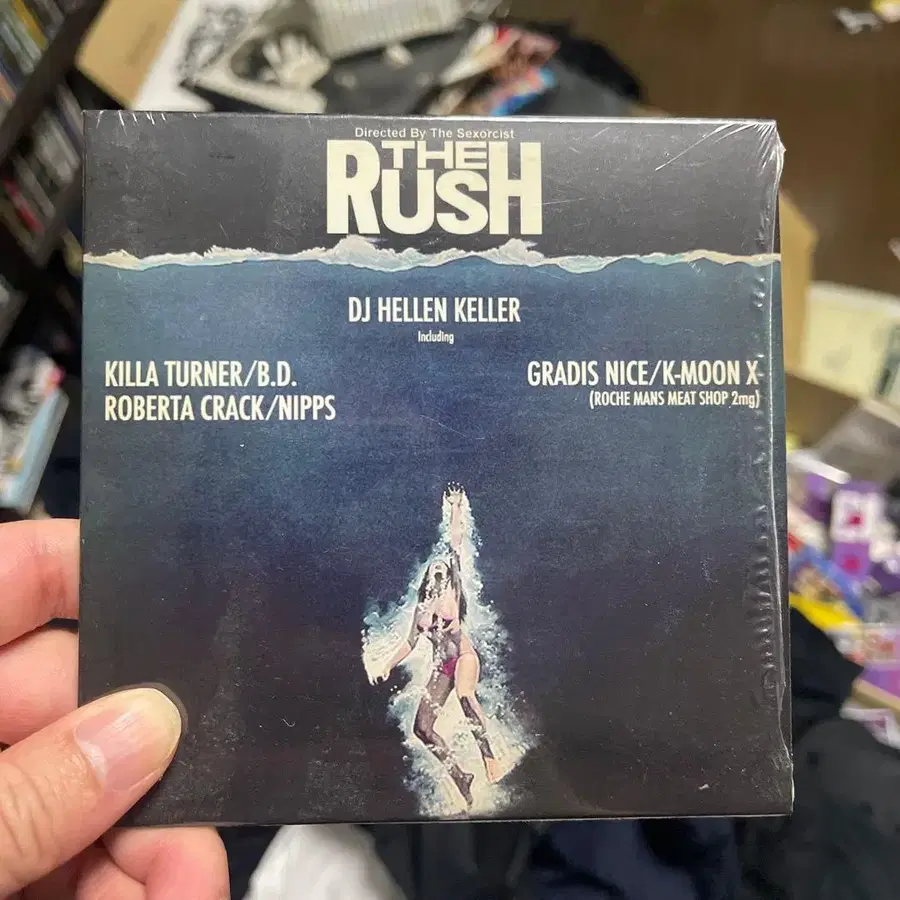 Directed By The Sexorcist
THE
RUSH
DJ HELLEN KELLER
Including
KILLA TURNER/B.D.
ROBERTA CRACK/NIPPS
GRADIS NICE/K-MOON X
(ROCHE MANS MEAT SHOP 2mg)